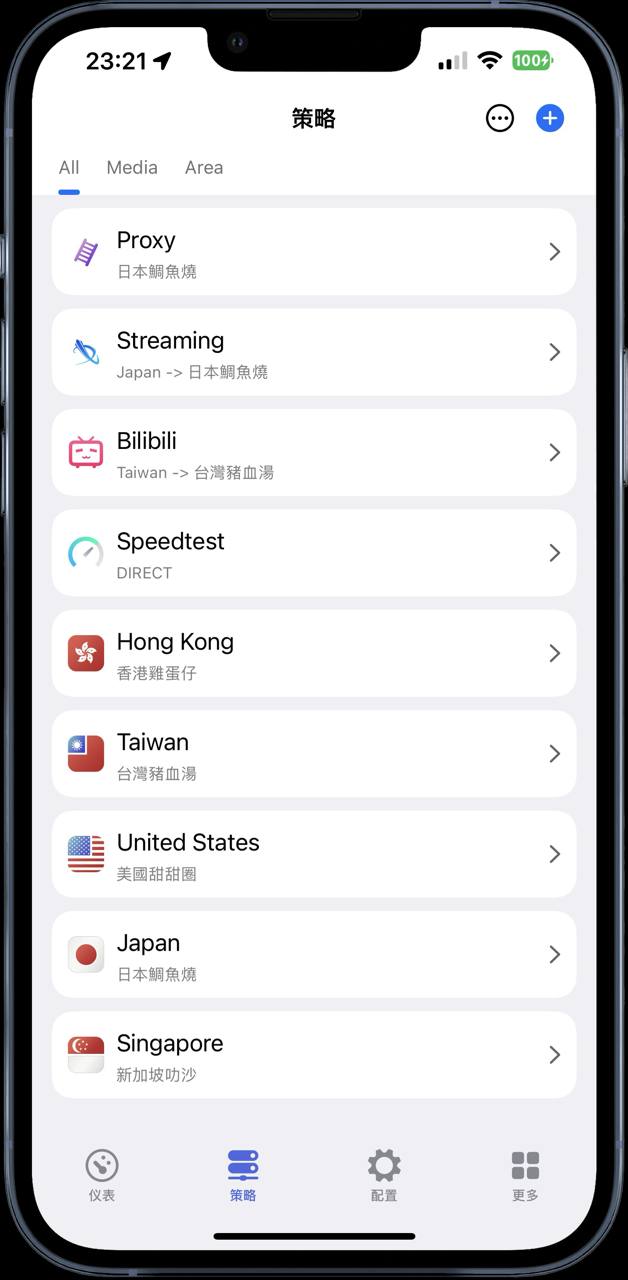 23:21
100
策略
All Media Area
Proxy
日本鯛魚燒
Streaming
Japan -> 日本鯛魚燒
Bilibili
Taiwan -> 台灣豬血湯
Speedtest
DIRECT
Hong Kong
香港雞蛋仔
Taiwan
台灣豬血湯
United States
美國甜甜圈
Japan
日本鯛魚燒
Singapore
新加坡叻沙
仪表 策略 配置 更多